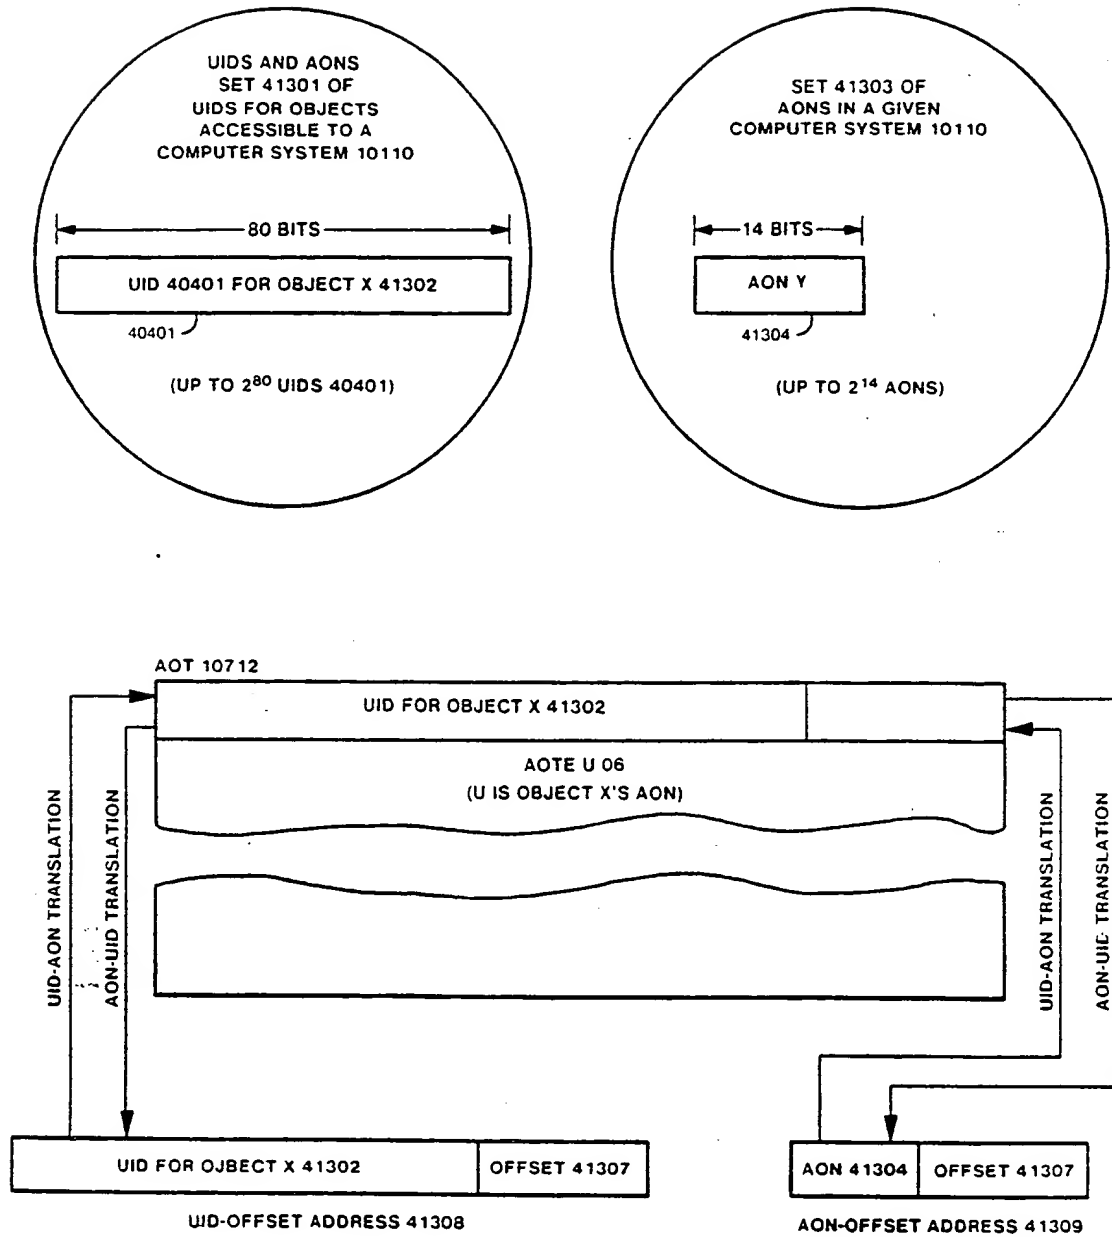 UIDS AND AONS
SET 41301 OF
UIDS FOR OBJECTS
ACCESSIBLE TO A
COMPUTER SYSTEM 10110
80 BITS
UID 40401 FOR OBJECT X 41302
40401
(UP TO 2⁸⁰ UIDS 40401)
SET 41303 OF
AONS IN A GIVEN
COMPUTER SYSTEM 10110
14 BITS
AON Y
41304
(UP TO 2¹⁴ AONS)
AOT 10712
UID FOR OBJECT X 41302
AOTE U 06
(U IS OBJECT X'S AON)
UID-AON TRANSLATION
AON-UID TRANSLATION
UID-AON TRANSLATION
AON-UID TRANSLATION
UID FOR OJBECT X 41302
OFFSET 41307
UID-OFFSET ADDRESS 41308
AON 41304
OFFSET 41307
AON-OFFSET ADDRESS 41309